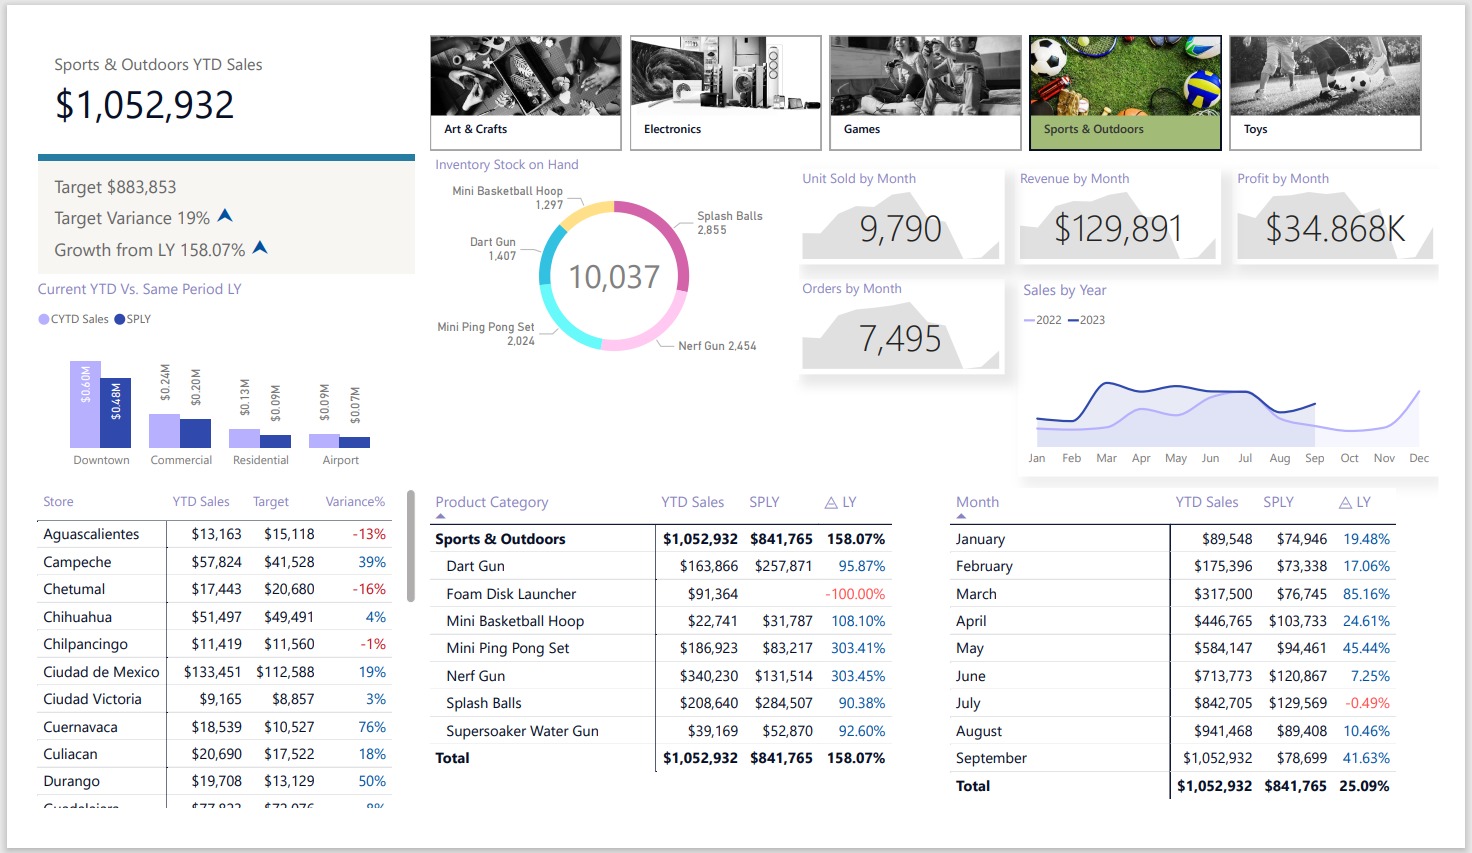 Sports & Outdoors YTD Sales
$1,052,932
Target $883,853
Target Variance 19%
Growth from LY 158.07%
Art & Crafts
Electronics
Games
Sports & Outdoors
Toys
Inventory Stock on Hand
Mini Basketball Hoop
1,297
Splash Balls
2,855
Dart Gun
1,407
10,037
Mini Ping Pong Set
2,024
Nerf Gun 2,454
Unit Sold by Month
9,790
Revenue by Month
$129,891
Profit by Month
$34.868K
Orders by Month
7,495
Sales by Year
2022 2023
Jan Feb Mar Apr May Jun Jul Aug Sep Oct Nov Dec
Current YTD Vs. Same Period LY
CYTD Sales SPLY
$0.60M $0.48M $0.24M $0.20M $0.13M $0.09M $0.09M $0.07M
Downtown Commercial Residential Airport
Store YTD Sales Target Variance%
Aguascalientes $13,163 $15,118 -13%
Campeche $57,824 $41,528 39%
Chetumal $17,443 $20,680 -16%
Chihuahua $51,497 $49,491 4%
Chilpancingo $11,419 $11,560 -1%
Ciudad de Mexico $133,451 $112,588 19%
Ciudad Victoria $9,165 $8,857 3%
Cuernavaca $18,539 $10,527 76%
Culiacan $20,690 $17,522 18%
Durango $19,708 $13,129 50%
Product Category YTD Sales SPLY △ LY
Sports & Outdoors $1,052,932 $841,765 158.07%
Dart Gun $163,866 $257,871 95.87%
Foam Disk Launcher $91,364 -100.00%
Mini Basketball Hoop $22,741 $31,787 108.10%
Mini Ping Pong Set $186,923 $83,217 303.41%
Nerf Gun $340,230 $131,514 303.45%
Splash Balls $208,640 $284,507 90.38%
Supersoaker Water Gun $39,169 $52,870 92.60%
Total $1,052,932 $841,765 158.07%
Month YTD Sales SPLY △ LY
January $89,548 $74,946 19.48%
February $175,396 $73,338 17.06%
March $317,500 $76,745 85.16%
April $446,765 $103,733 24.61%
May $584,147 $94,461 45.44%
June $713,773 $120,867 7.25%
July $842,705 $129,569 -0.49%
August $941,468 $89,408 10.46%
September $1,052,932 $78,699 41.63%
Total $1,052,932 $841,765 25.09%